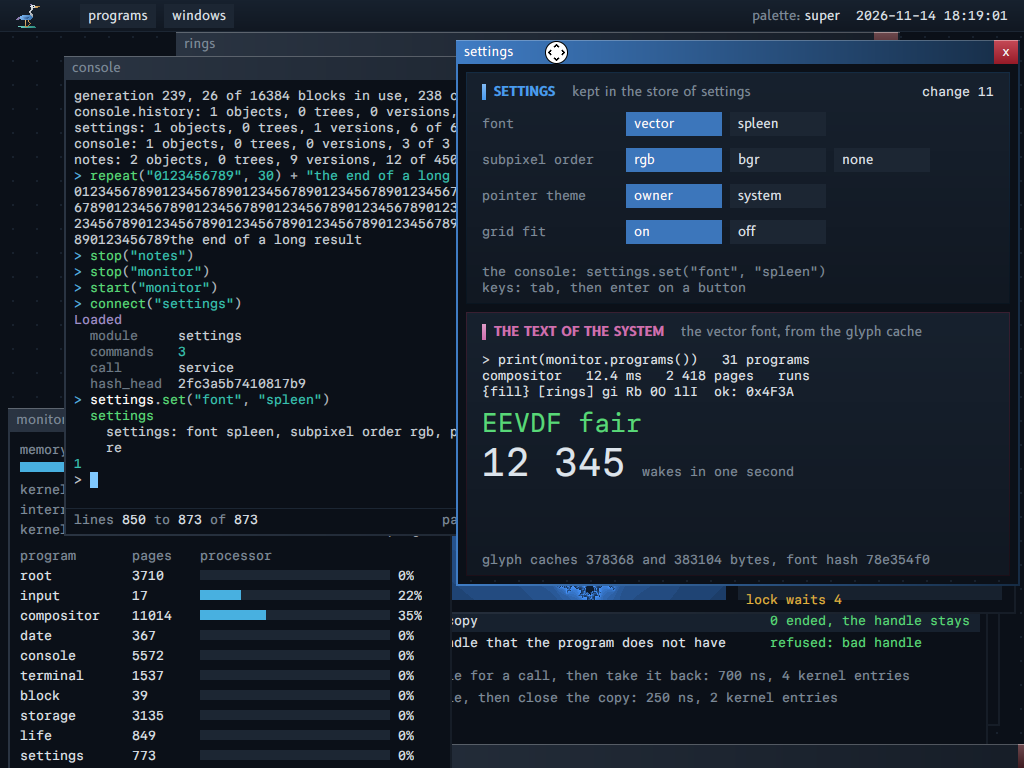 programs windows palette: super 2026-11-14 18:19:01
rings
console
generation 239, 26 of 16384 blocks in use, 238
console.history: 1 objects, 0 trees, 0 versions,
settings: 1 objects, 0 trees, 1 versions, 6 of
console: 1 objects, 0 trees, 0 versions, 3 of 3
notes: 2 objects, 0 trees, 9 versions, 12 of 450
> repeat("0123456789", 30) + "the end of a long
012345678901234567890123456789012345678901234567
678901234567890123456789012345678901234567890123
234567890123456789012345678901234567890123456789
890123456789the end of a long result
> stop("notes")
> stop("monitor")
> start("monitor")
> connect("settings")
Loaded
module settings
commands 3
call service
hash_head 2fc3a5b7410817b9
> settings.set("font", "spleen")
settings
settings: font spleen, subpixel order rgb,
re
1
>
lines 850 to 873 of 873
settings x
SETTINGS kept in the store of settings change 11
font vector spleen
subpixel order rgb bgr none
pointer theme owner system
grid fit on off
the console: settings.set("font", "spleen")
keys: tab, then enter on a button
THE TEXT OF THE SYSTEM the vector font, from the glyph cache
> print(monitor.programs()) 31 programs
compositor 12.4 ms 2 418 pages runs
{fill} [rings] gi Rb 0O 1lI ok: 0x4F3A
EEVDF fair
12 345 wakes in one second
glyph caches 378368 and 383104 bytes, font hash 78e354f0
monitor
memory
kernel
kernel
program pages processor
root 3710 0%
input 17 22%
compositor 11014 35%
date 367 0%
console 5572 0%
terminal 1537 0%
block 39 0%
storage 3135 0%
life 849 0%
settings 773 0%
lock waits 4
copy 0 ended, the handle stays
that the program does not have refused: bad handle
for a call, then take it back: 700 ns, 4 kernel entries
then close the copy: 250 ns, 2 kernel entries